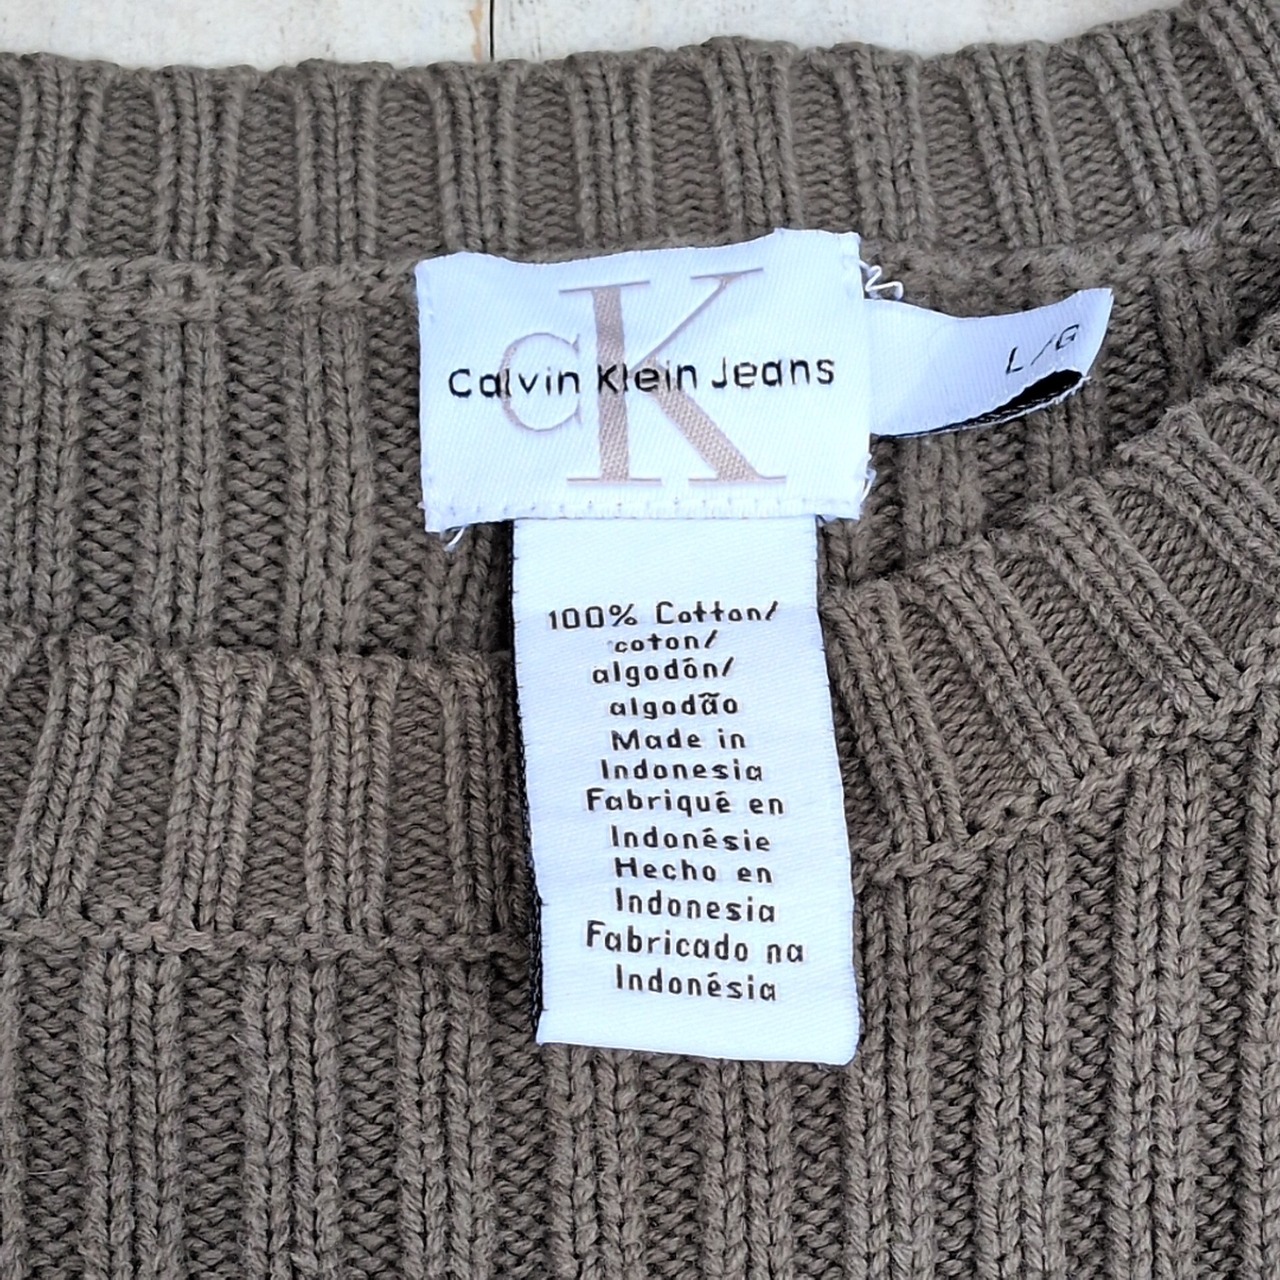 cK
Calvin Klein Jeans
L/G
100% Cotton/
coton/
algodón/
algodão
Made in
Indonesia
Fabriqué en
Indonésie
Hecho en
Indonesia
Fabricado na
Indonésia